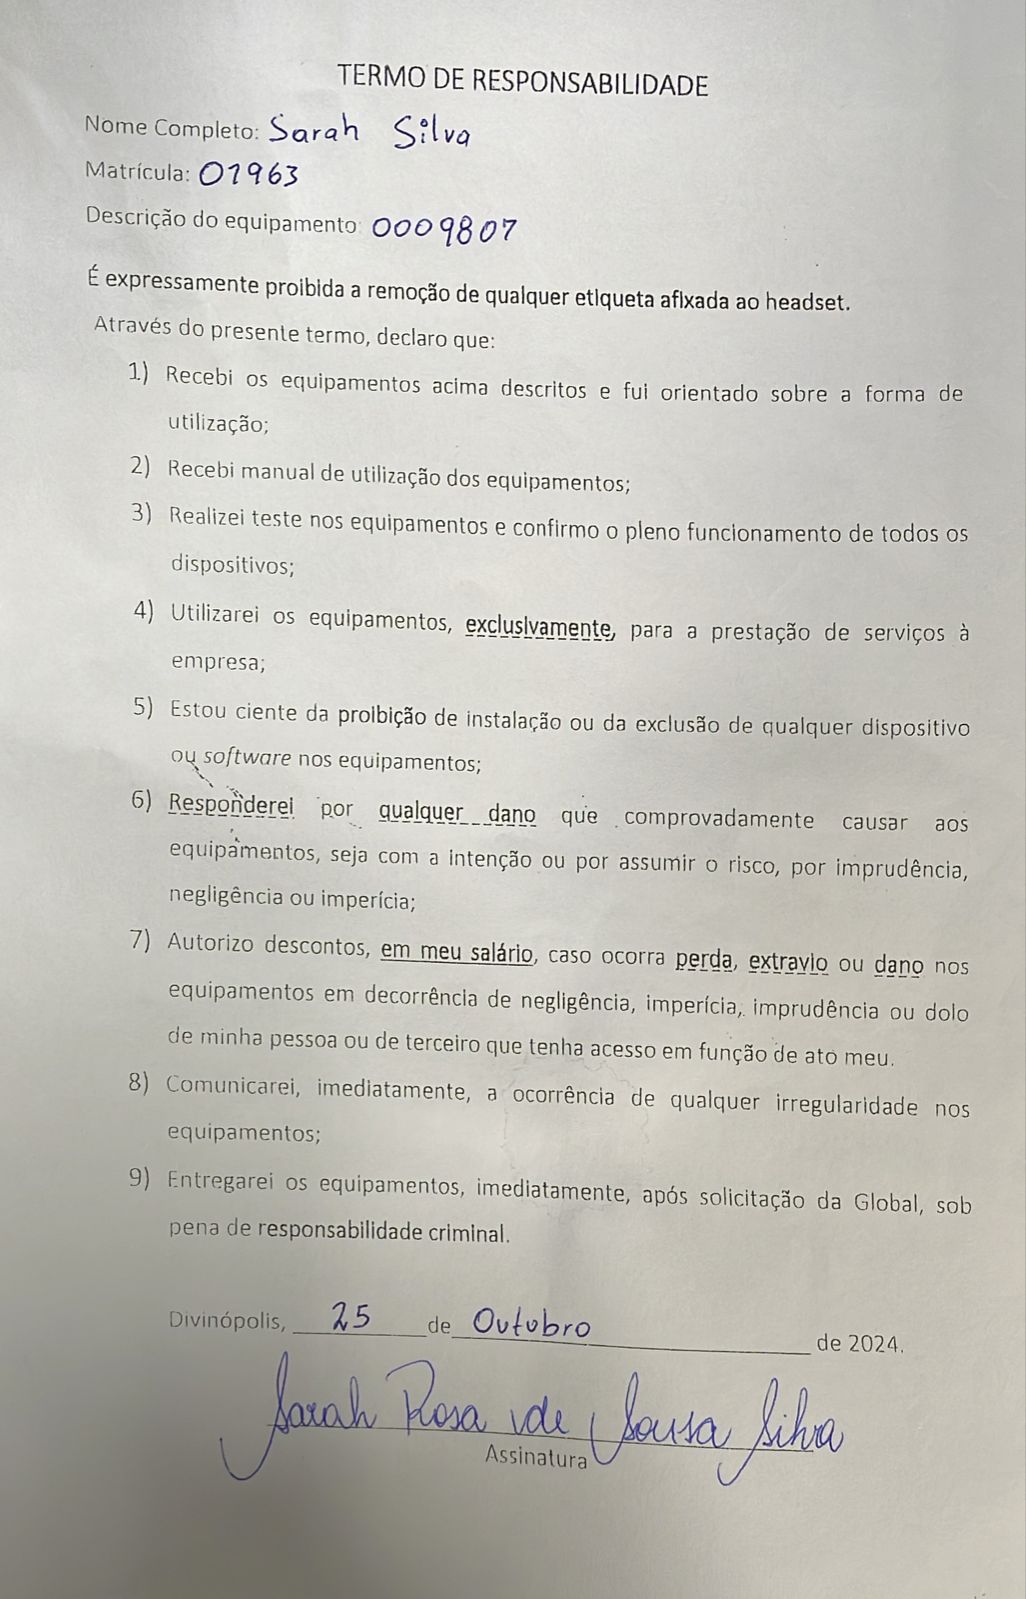 TERMO DE RESPONSABILIDADE
Nome Completo: Sarah Silva
Matrícula: 01963
Descrição do equipamento: 0009807
É expressamente proibida a remoção de qualquer etiqueta afixada ao headset.
Através do presente termo, declaro que:
1) Recebi os equipamentos acima descritos e fui orientado sobre a forma de
utilização;
2) Recebi manual de utilização dos equipamentos;
3) Realizei teste nos equipamentos e confirmo o pleno funcionamento de todos os
dispositivos;
4) Utilizarei os equipamentos, exclusivamente, para a prestação de serviços à
empresa;
5) Estou ciente da proibição de instalação ou da exclusão de qualquer dispositivo
ou software nos equipamentos;
6) Responderei por qualquer dano que comprovadamente causar aos
equipamentos, seja com a intenção ou por assumir o risco, por imprudência,
negligência ou imperícia;
7) Autorizo descontos, em meu salário, caso ocorra perda, extravio ou dano nos
equipamentos em decorrência de negligência, imperícia, imprudência ou dolo
de minha pessoa ou de terceiro que tenha acesso em função de ato meu.
8) Comunicarei, imediatamente, a ocorrência de qualquer irregularidade nos
equipamentos;
9) Entregarei os equipamentos, imediatamente, após solicitação da Global, sob
pena de responsabilidade criminal.
Divinópolis, 25 de Outubro de 2024.
Sarah Rosa de Sousa Silva
Assinatura